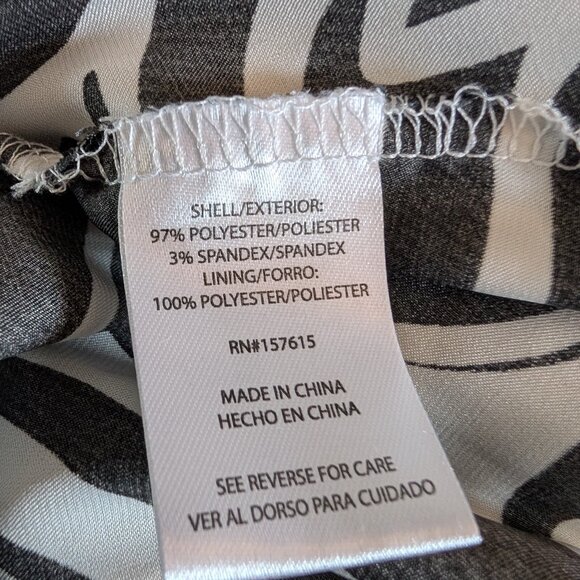 SHELL/EXTERIOR:
97% POLYESTER/POLIESTER
3% SPANDEX/SPANDEX
LINING/FORRO:
100% POLYESTER/POLIESTER
RN#157615
MADE IN CHINA
HECHO EN CHINA
SEE REVERSE FOR CARE
VER AL DORSO PARA CUIDADO